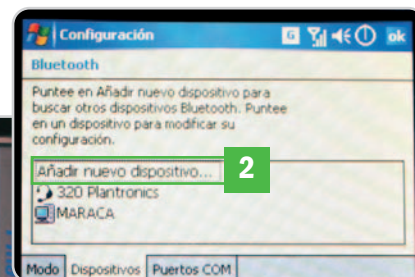 Configuración G ok
Bluetooth
Puntee en Añadir nuevo dispositivo para
buscar otros dispositivos Bluetooth. Puntee
en un dispositivo para modificar su
configuración.
Añadir nuevo dispositivo... 2
320 Plantronics
MARACA
Modo Dispositivos Puertos COM